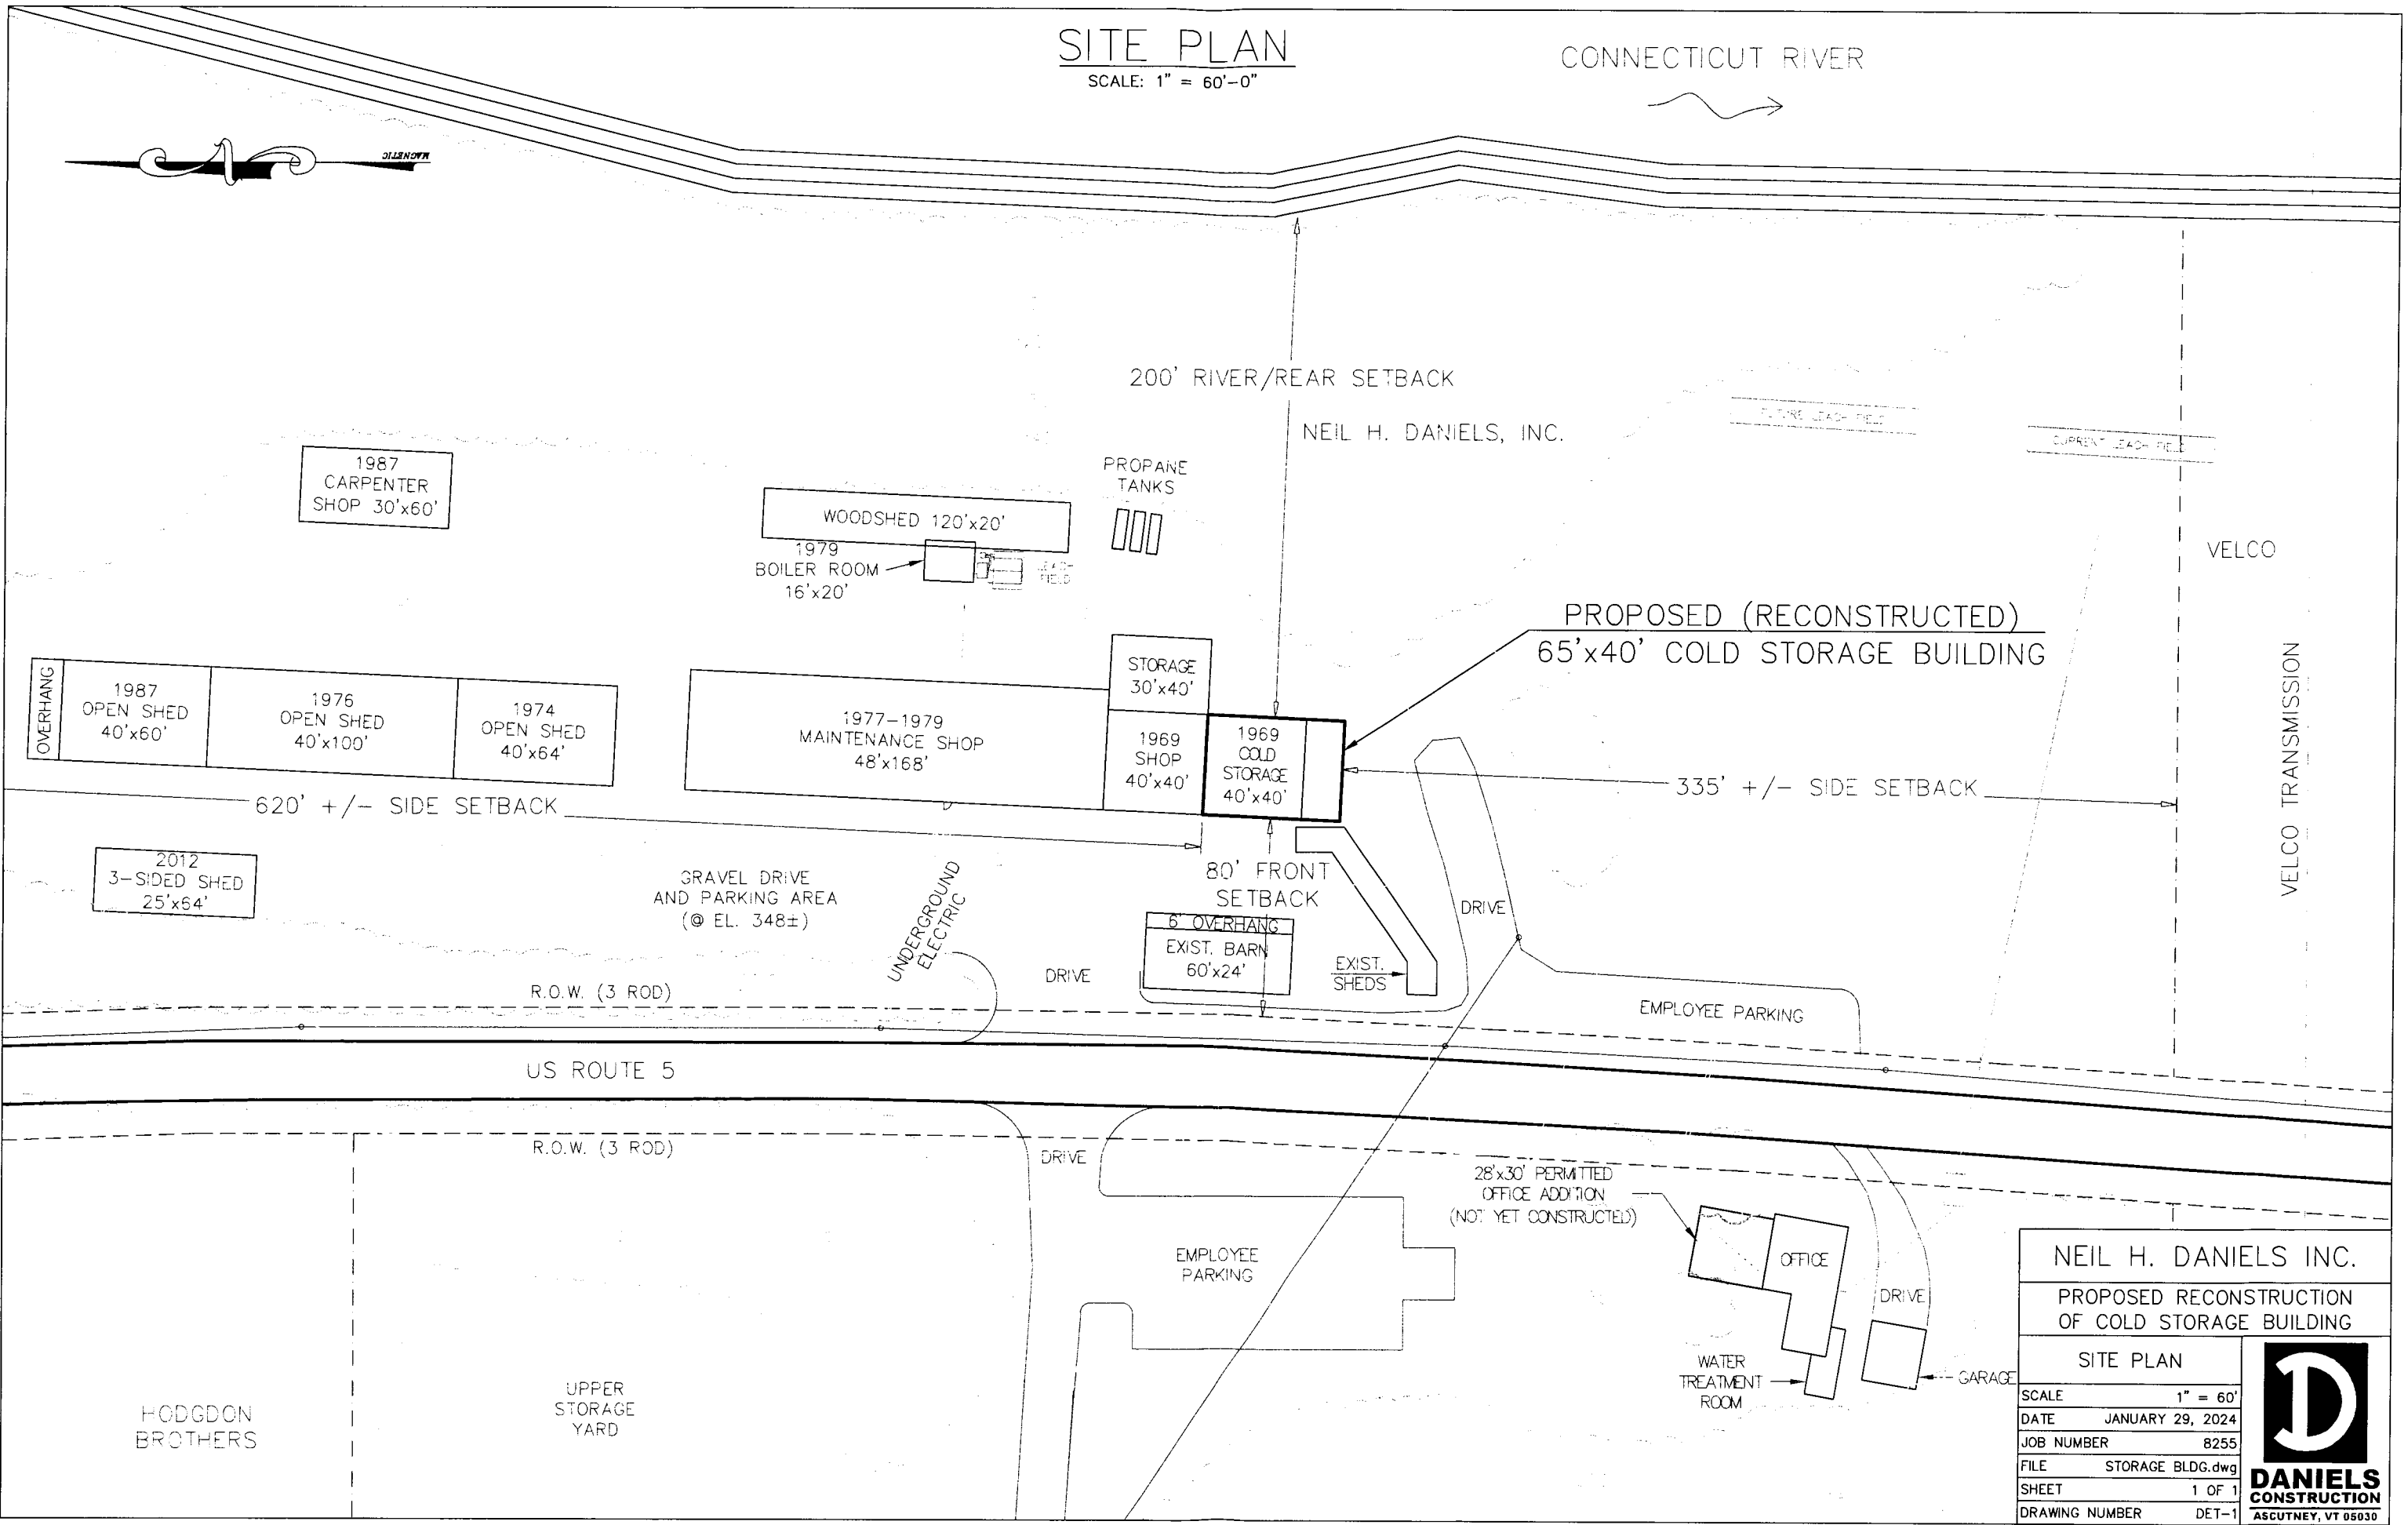 SITE PLAN
SCALE: 1" = 60'-0"
CONNECTICUT RIVER
MAGNETIC
N
200' RIVER/REAR SETBACK
NEIL H. DANIELS, INC.
FUTURE LEACH FIELD
CURRENT LEACH FIELD
1987
CARPENTER
SHOP 30'x60'
WOODSHED 120'x20'
1979
BOILER ROOM
16'x20'
LEACH
FIELD
PROPANE
TANKS
VELCO
VELCO TRANSMISSION
PROPOSED (RECONSTRUCTED)
65'x40' COLD STORAGE BUILDING
OVERHANG
1987
OPEN SHED
40'x60'
1976
OPEN SHED
40'x100'
1974
OPEN SHED
40'x64'
1977-1979
MAINTENANCE SHOP
48'x168'
STORAGE
30'x40'
1969
SHOP
40'x40'
1969
COLD
STORAGE
40'x40'
620' +/- SIDE SETBACK
335' +/- SIDE SETBACK
2012
3-SIDED SHED
25'x64'
GRAVEL DRIVE
AND PARKING AREA
(@ EL. 348±)
UNDERGROUND
ELECTRIC
80' FRONT
SETBACK
6' OVERHANG
EXIST. BARN
60'x24'
EXIST.
SHEDS
DRIVE
DRIVE
EMPLOYEE PARKING
R.O.W. (3 ROD)
US ROUTE 5
R.O.W. (3 ROD)
DRIVE
EMPLOYEE
PARKING
28'x30' PERMITTED
OFFICE ADDITION
(NOT YET CONSTRUCTED)
OFFICE
DRIVE
WATER
TREATMENT
ROOM
GARAGE
HODGDON
BROTHERS
UPPER
STORAGE
YARD
NEIL H. DANIELS INC.
PROPOSED RECONSTRUCTION
OF COLD STORAGE BUILDING
SITE PLAN
SCALE 1" = 60'
DATE JANUARY 29, 2024
JOB NUMBER 8255
FILE STORAGE BLDG.dwg
SHEET 1 OF 1
DRAWING NUMBER DET-1
D
DANIELS
CONSTRUCTION
ASCUTNEY, VT 05030